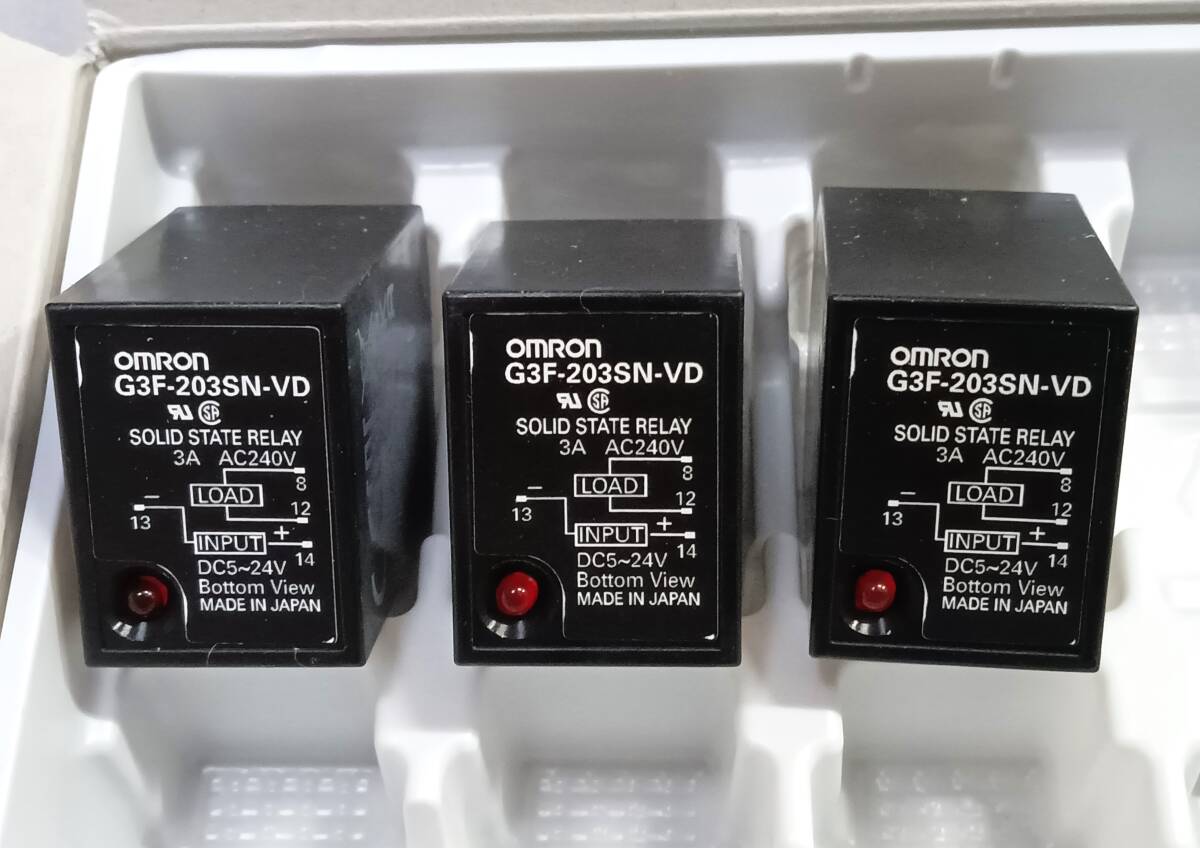 OMRON
G3F-203SN-VD
SOLID STATE RELAY
3A AC240V
8
LOAD
12
−
13
INPUT
+
14
DC5~24V
Bottom View
MADE IN JAPAN
OMRON
G3F-203SN-VD
SOLID STATE RELAY
3A AC240V
8
LOAD
12
−
13
INPUT
+
14
DC5~24V
Bottom View
MADE IN JAPAN
OMRON
G3F-203SN-VD
SOLID STATE RELAY
3A AC240V
8
LOAD
12
−
13
INPUT
+
14
DC5~24V
Bottom View
MADE IN JAPAN